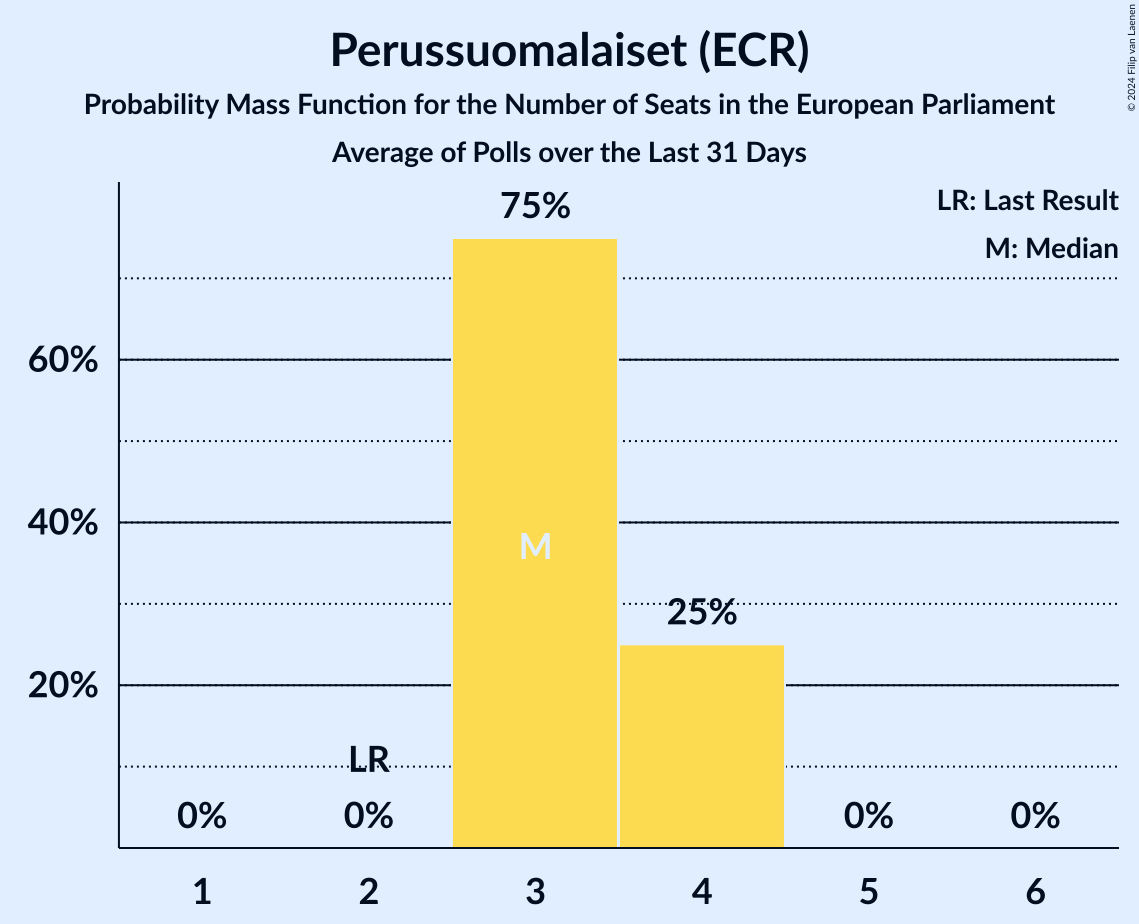 Perussuomalaiset (ECR)
Probability Mass Function for the Number of Seats in the European Parliament
Average of Polls over the Last 31 Days
© 2024 Filip van Laenen
LR: Last Result
M: Median
75%
60%
40%
M
25%
20%
LR
0% 0% 0% 0%
1 2 3 4 5 6